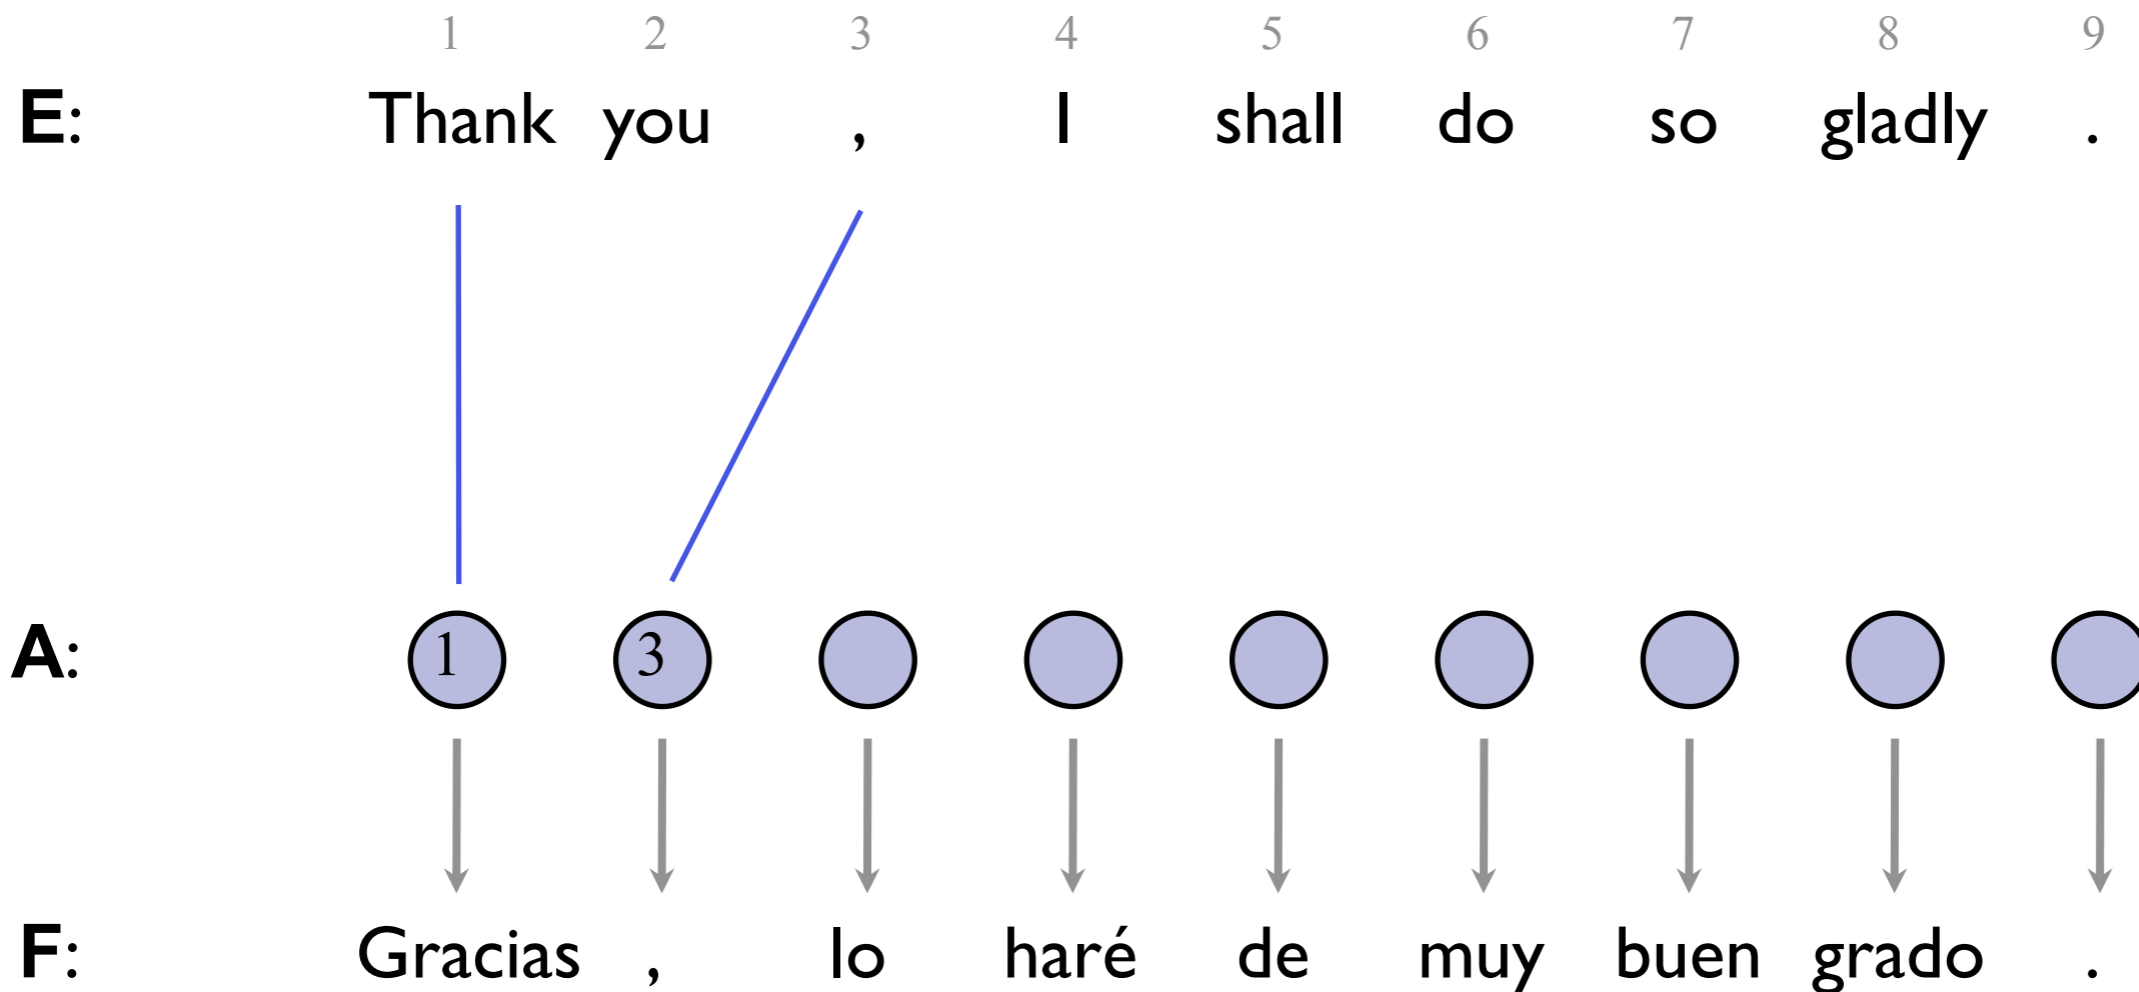 1 2 3 4 5 6 7 8 9
E: Thank you , I shall do so gladly .
A: 1 3
F: Gracias , lo haré de muy buen grado .